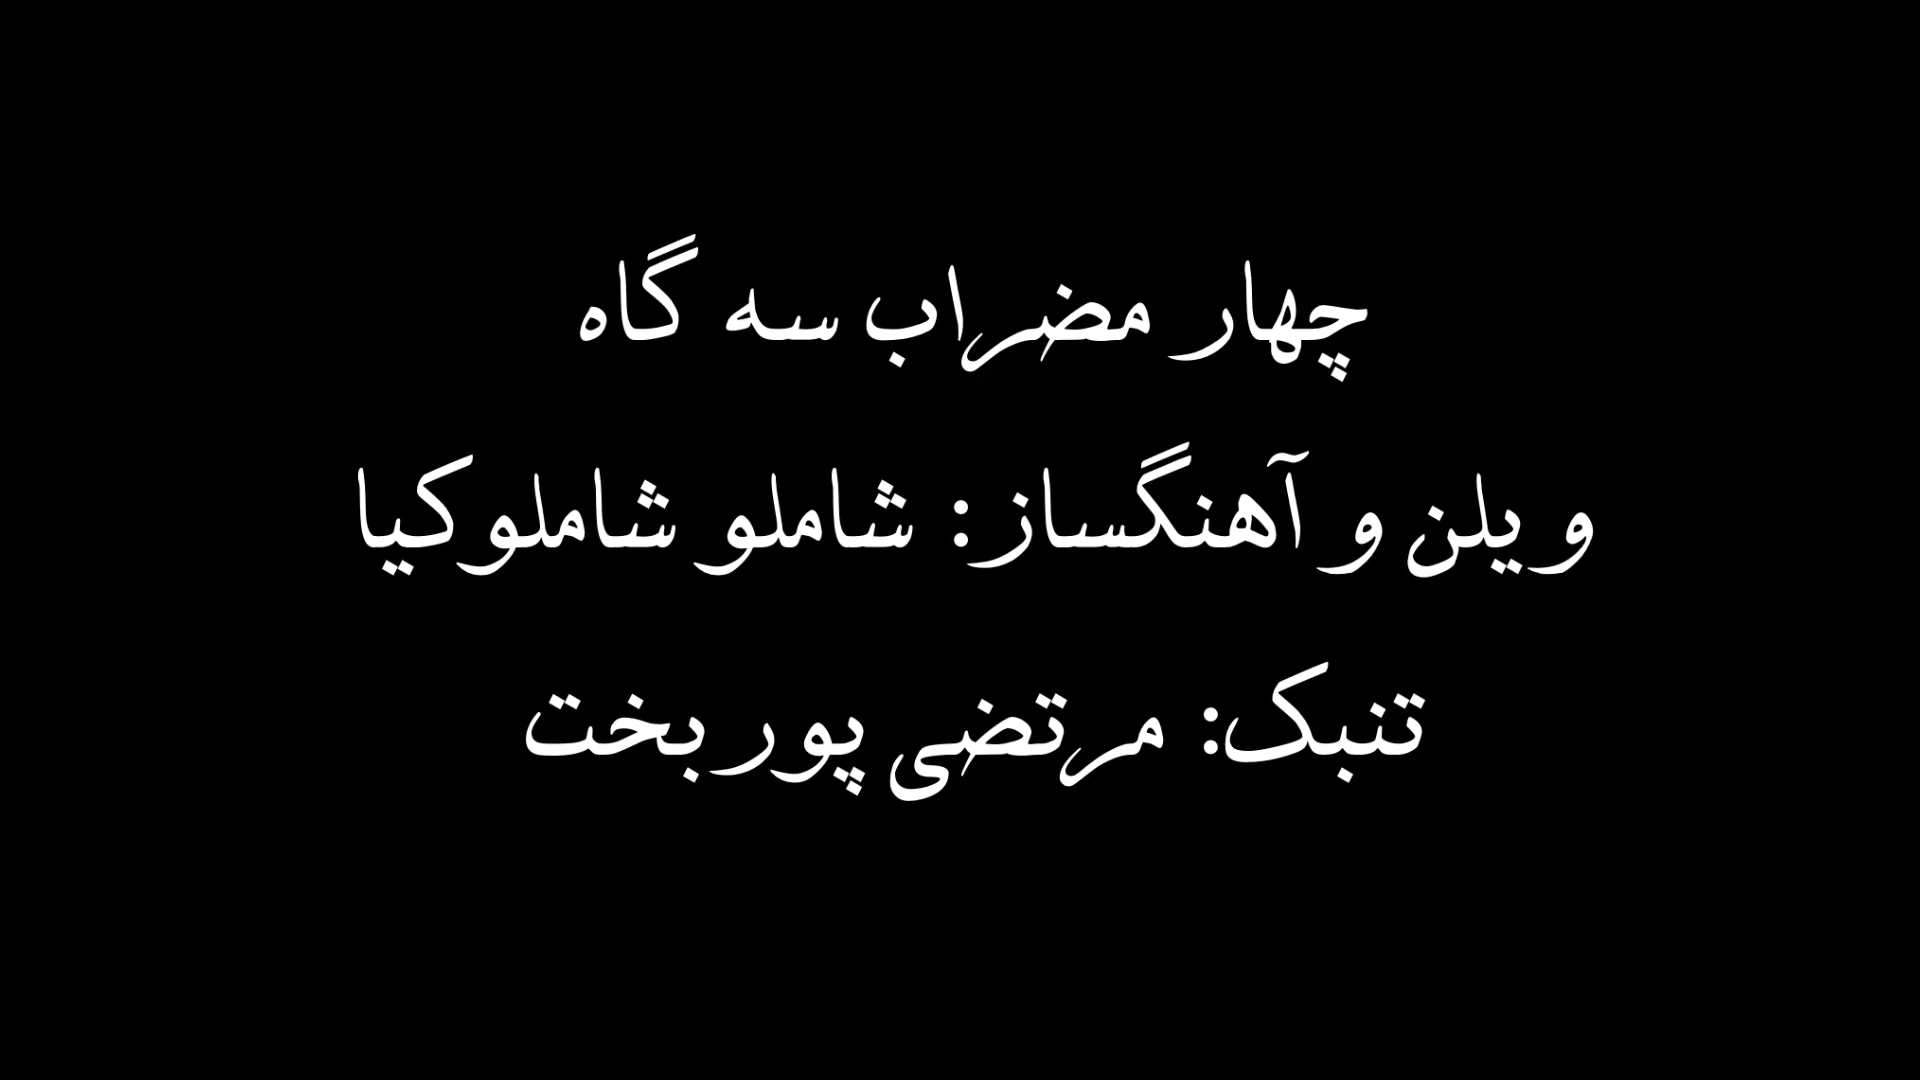 چهار مضراب سه گاه
ویلن و آهنگساز: شاملو شاملوکیا
تنبک: مرتضی پوربخت